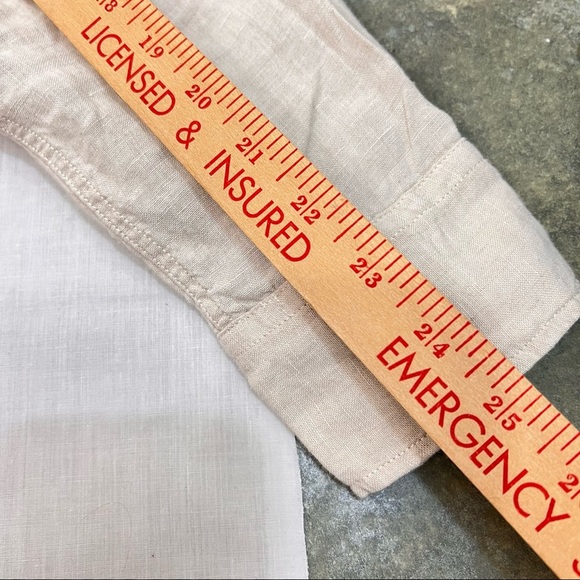 18 19 20 21 22 23 24 25
LICENSED & INSURED
EMERGENCY